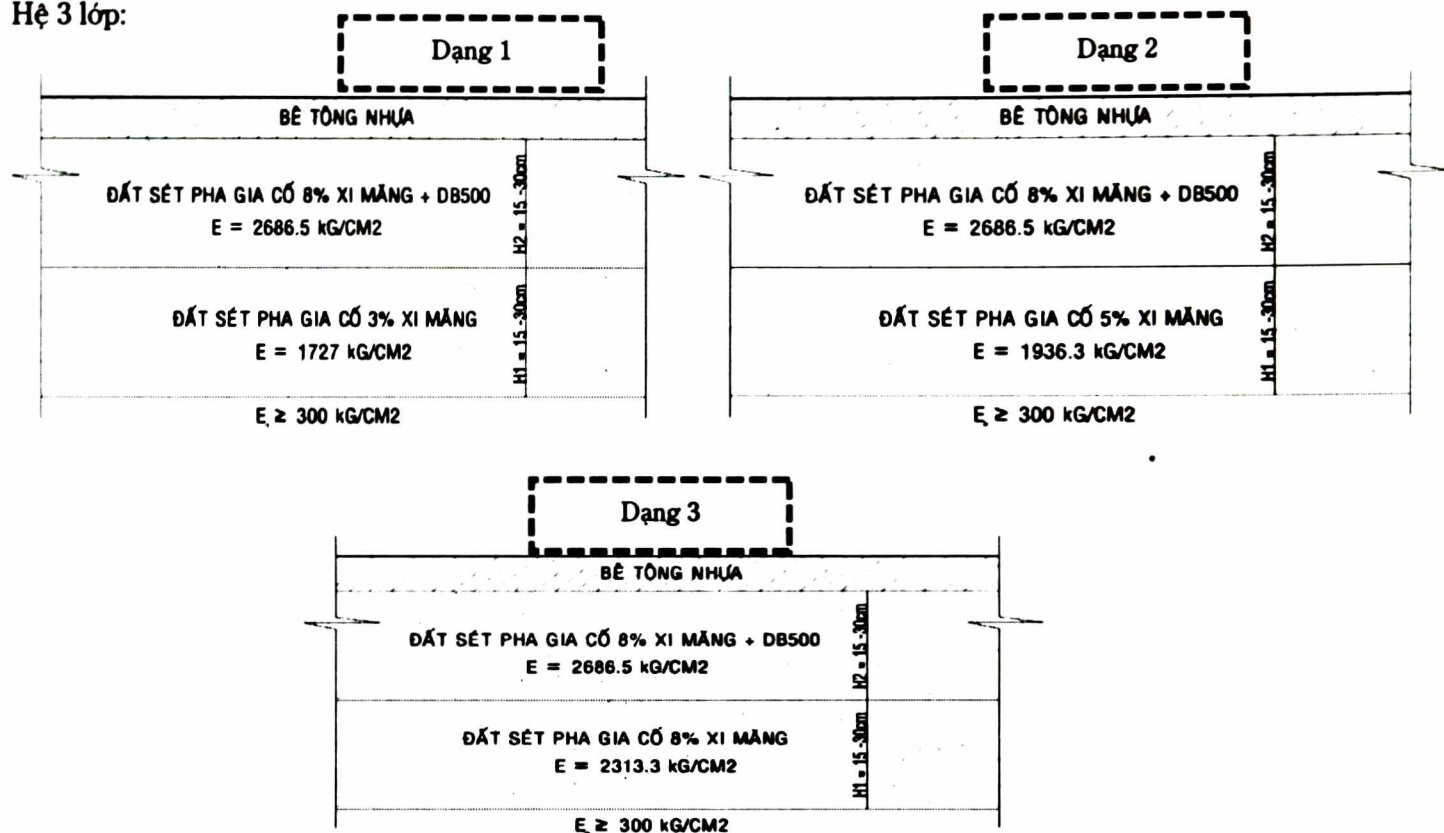 Hệ 3 lớp:
Dạng 1
BÊ TÔNG NHỰA
ĐẤT SÉT PHA GIA CỐ 8% XI MĂNG + DB500
E = 2686.5 kG/CM2
H2 = 15 -30cm
ĐẤT SÉT PHA GIA CỐ 3% XI MĂNG
E = 1727 kG/CM2
H1 = 15 -30cm
E ≥ 300 kG/CM2
Dạng 2
BÊ TÔNG NHỰA
ĐẤT SÉT PHA GIA CỐ 8% XI MĂNG + DB500
E = 2686.5 kG/CM2
H2 = 15 -30cm
ĐẤT SÉT PHA GIA CỐ 5% XI MĂNG
E = 1936.3 kG/CM2
H1 = 15 -30cm
E ≥ 300 kG/CM2
Dạng 3
BÊ TÔNG NHỰA
ĐẤT SÉT PHA GIA CỐ 8% XI MĂNG + DB500
E = 2686.5 kG/CM2
H2 = 15 -30cm
ĐẤT SÉT PHA GIA CỐ 8% XI MĂNG
E = 2313.3 kG/CM2
H1 = 15 -30cm
E ≥ 300 kG/CM2